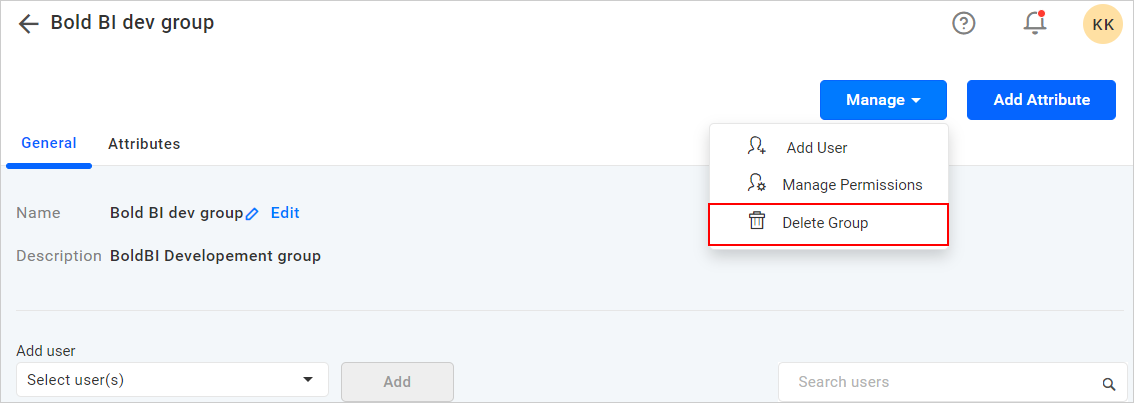 Bold BI dev group
KK
Manage
Add Attribute
General
Attributes
Add User
Manage Permissions
Delete Group
Name
Bold BI dev group
Edit
Description
BoldBI Developement group
Add user
Select user(s)
Add
Search users